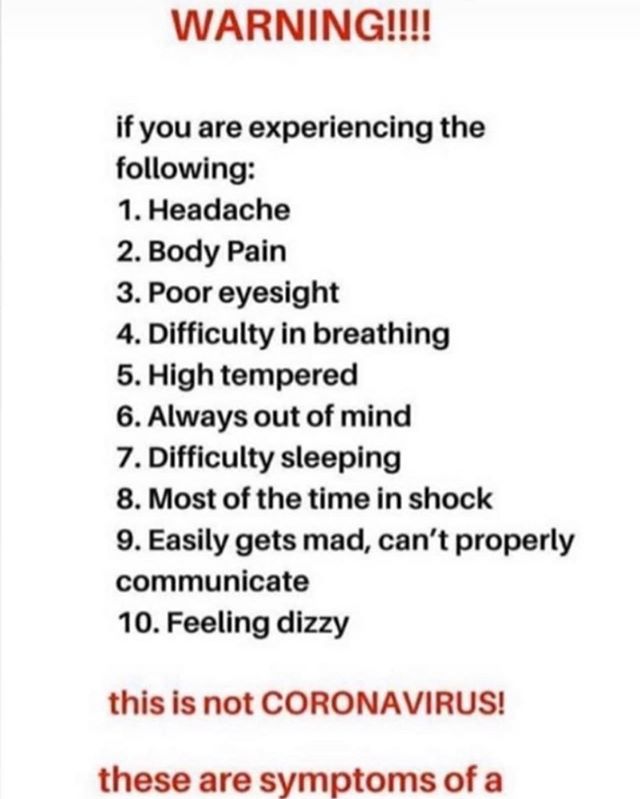 WARNING!!!!
if you are experiencing the
following:
1. Headache
2. Body Pain
3. Poor eyesight
4. Difficulty in breathing
5. High tempered
6. Always out of mind
7. Difficulty sleeping
8. Most of the time in shock
9. Easily gets mad, can't properly
communicate
10. Feeling dizzy
this is not CORONAVIRUS!
these are symptoms of a